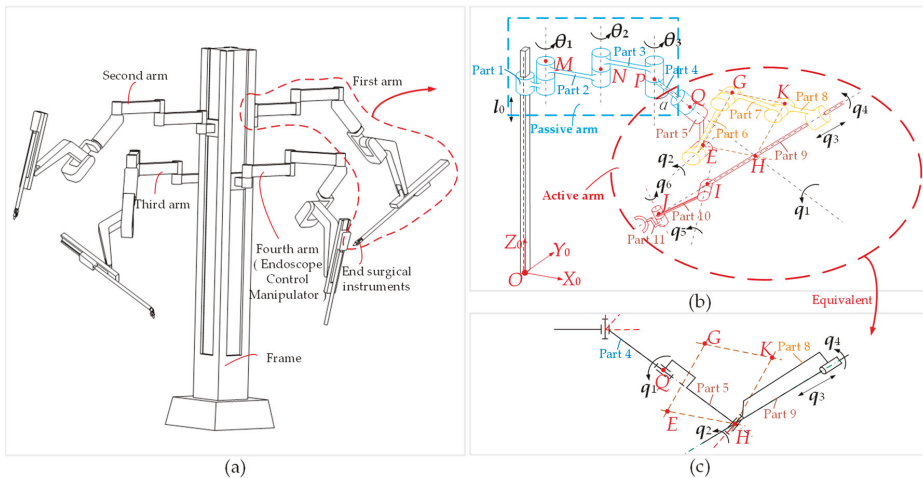 Second arm
First arm
Third arm
Fourth arm
( Endoscope
Control
Manipulator )
End surgical
instruments
Frame
(a)
θ1
θ2
θ3
Part 1
M
Part 3
Part 4
Part 2
N
P
l0
Passive arm
a
Q
G
K
Part 8
q4
Part 7
Part 5
Part 6
q3
E
Part 9
q2
H
Active arm
q6
I
J
q1
Part 10
Part 11
q5
Z0
Y0
O
X0
(b)
Equivalent
Part 4
G
K
Part 8
q4
q1
Q
Part 5
q3
E
Part 9
q2
H
(c)